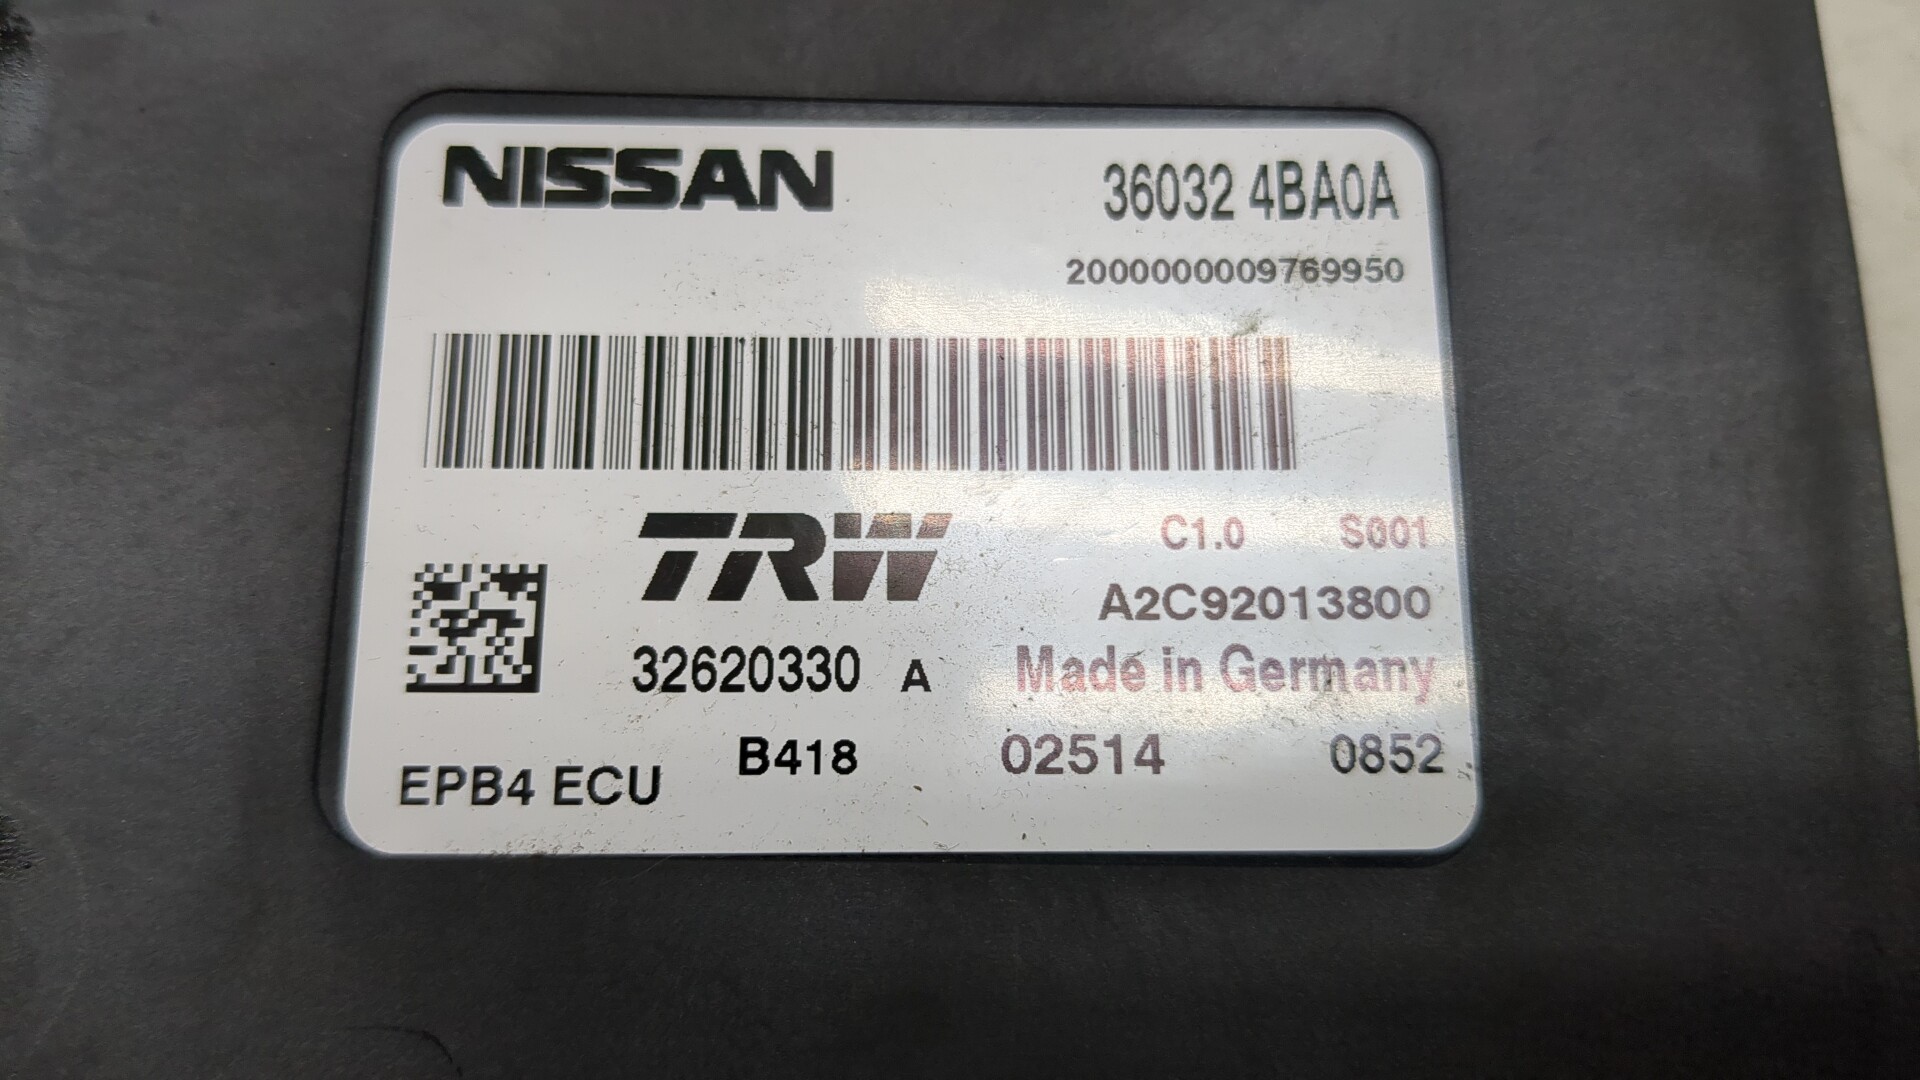 NISSAN 36032 4BA0A
2000000009769950
TRW C1.0 S001
A2C92013800
32620330 A Made in Germany
EPB4 ECU B418 02514 0852